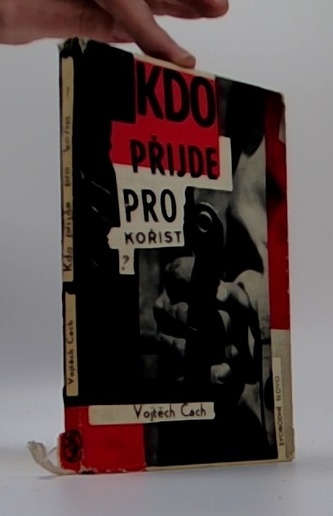 KDO
PŘIJDE
PRO
KOŘIST
?
Vojtěch Cach
Kdo přijde pro kořist
Vojtěch Cach